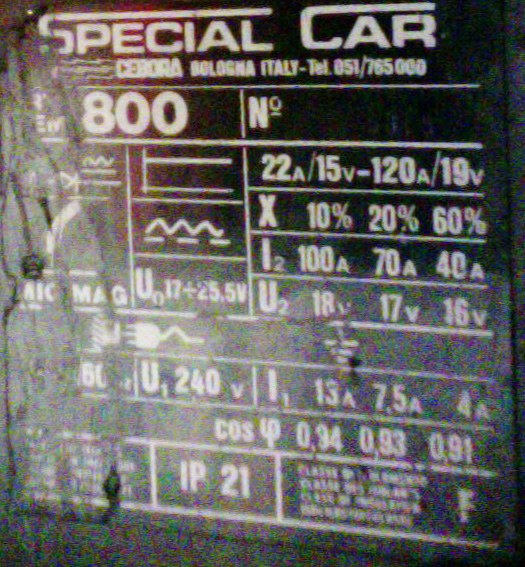 SPECIAL CAR
CEBORA BOLOGNA ITALY-Tel. 051/765000
800 Nº
22A/15V-120A/19V
X 10% 20% 60%
I2 100A 70A 40A
MAG U0 17÷25,5V U2 18V 17V 16V
60 U1 240 V I1 13A 7,5A 4A
cos φ 0,94 0,93 0,91
IP 21 F